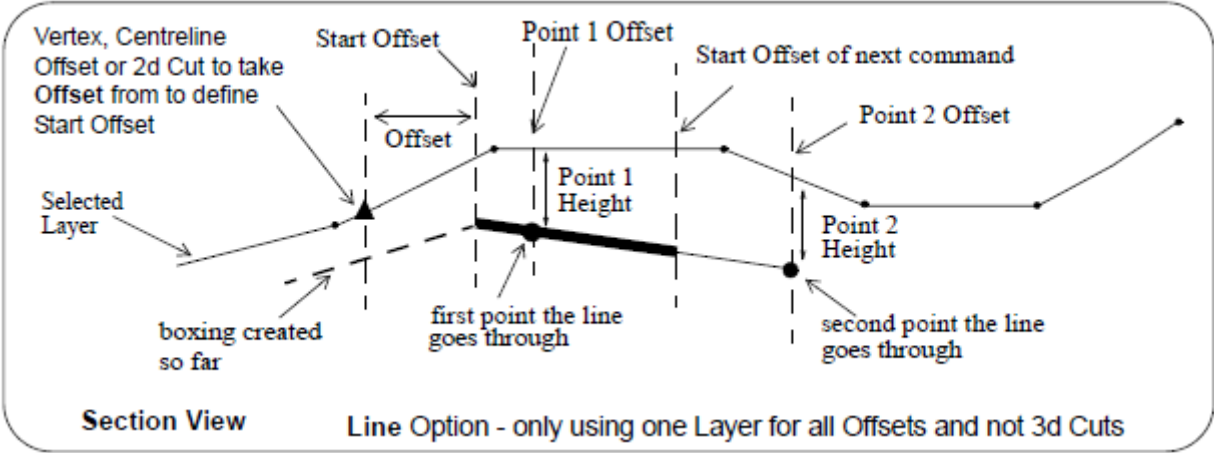 Vertex, Centreline
Offset or 2d Cut to take
Offset from to define
Start Offset
Start Offset
Point 1 Offset
Start Offset of next command
Point 2 Offset
Offset
Point 1
Height
Selected
Layer
Point 2
Height
boxing created
so far
first point the line
goes through
second point the line
goes through
Section View
Line Option - only using one Layer for all Offsets and not 3d Cuts